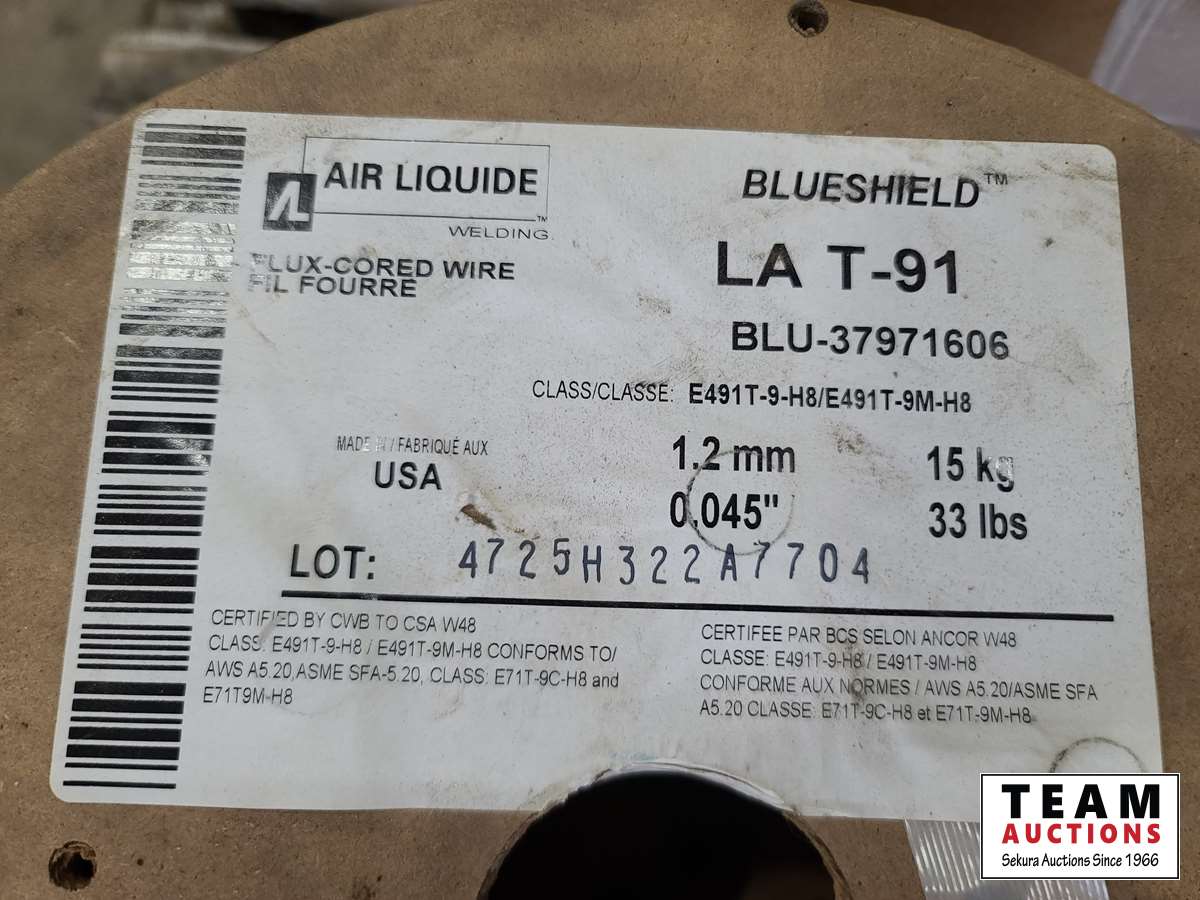 AIR LIQUIDE
™
WELDING
FLUX-CORED WIRE
FIL FOURRE
BLUESHIELD™
LA T-91
BLU-37971606
CLASS/CLASSE: E491T-9-H8/E491T-9M-H8
MADE IN / FABRIQUÉ AUX
USA
1.2 mm 15 kg
0.045" 33 lbs
LOT: 4725H322A7704
CERTIFIED BY CWB TO CSA W48
CLASS: E491T-9-H8 / E491T-9M-H8 CONFORMS TO/
AWS A5.20,ASME SFA-5.20, CLASS: E71T-9C-H8 and
E71T9M-H8
CERTIFEE PAR BCS SELON ANCOR W48
CLASSE: E491T-9-H8 / E491T-9M-H8
CONFORME AUX NORMES / AWS A5.20/ASME SFA
A5.20 CLASSE: E71T-9C-H8 et E71T-9M-H8
TEAM
AUCTIONS
Sekura Auctions Since 1966